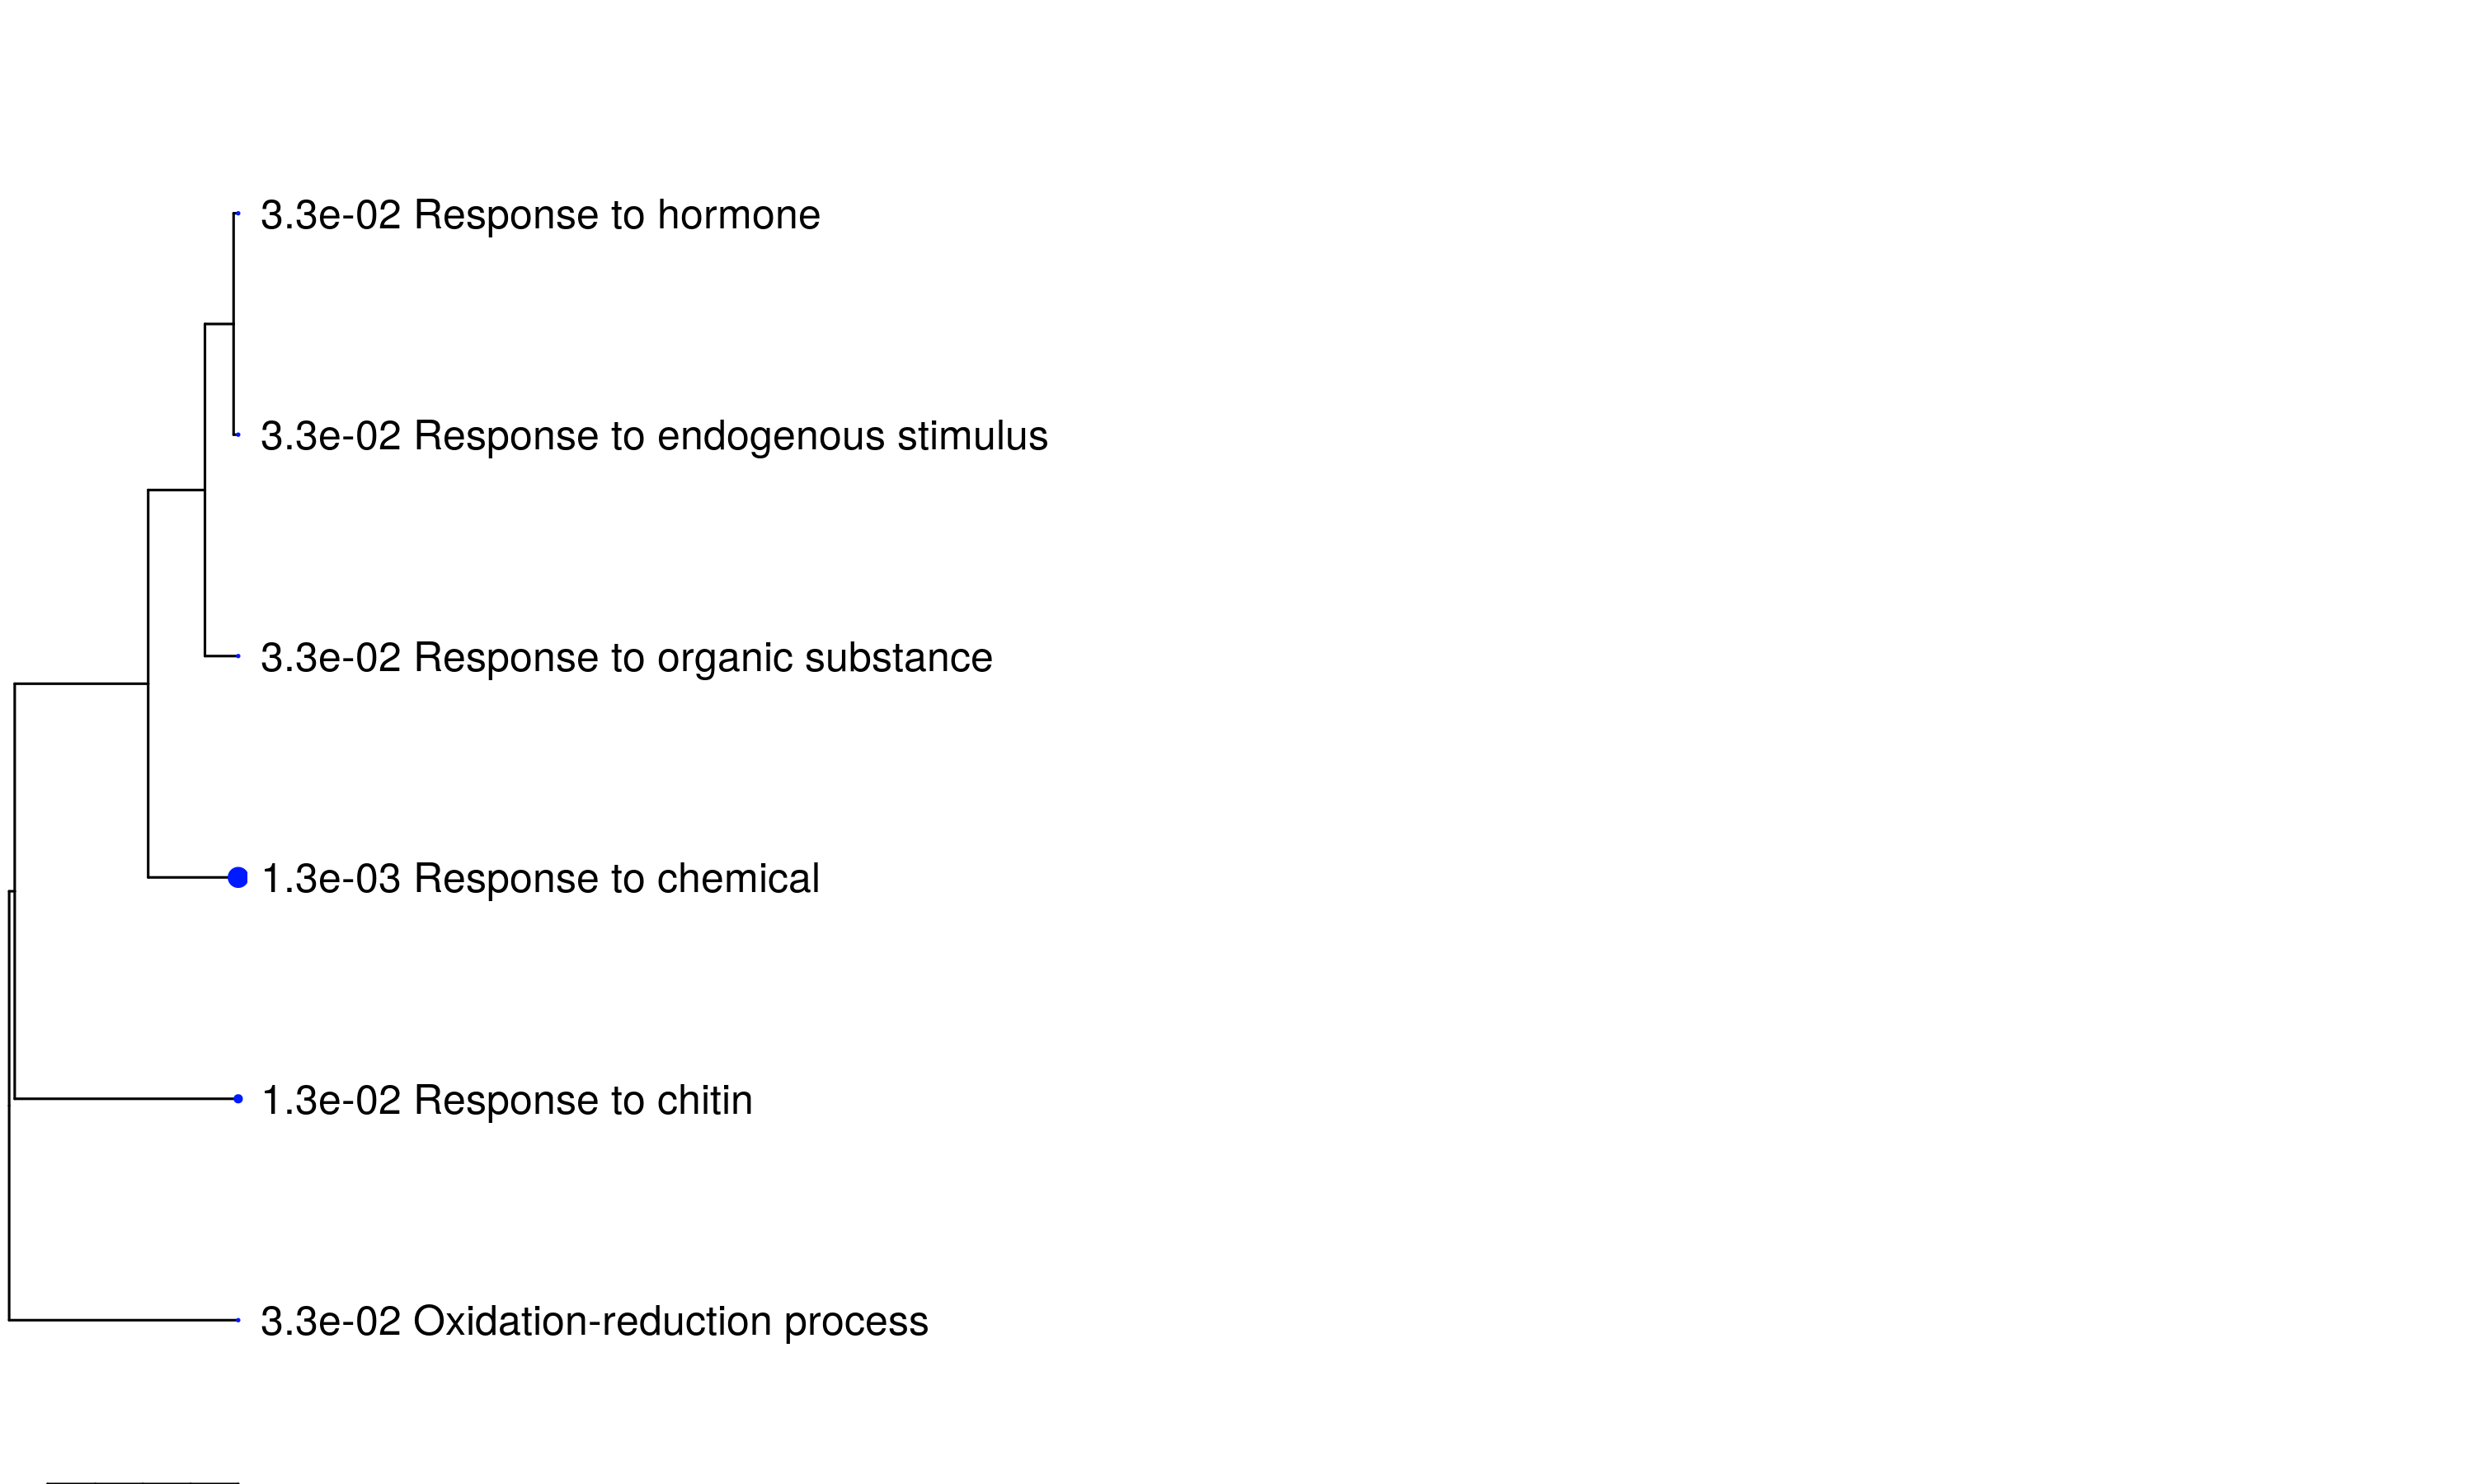 3.3e-02 Response to hormone
3.3e-02 Response to endogenous stimulus
3.3e-02 Response to organic substance
1.3e-03 Response to chemical
1.3e-02 Response to chitin
3.3e-02 Oxidation-reduction process